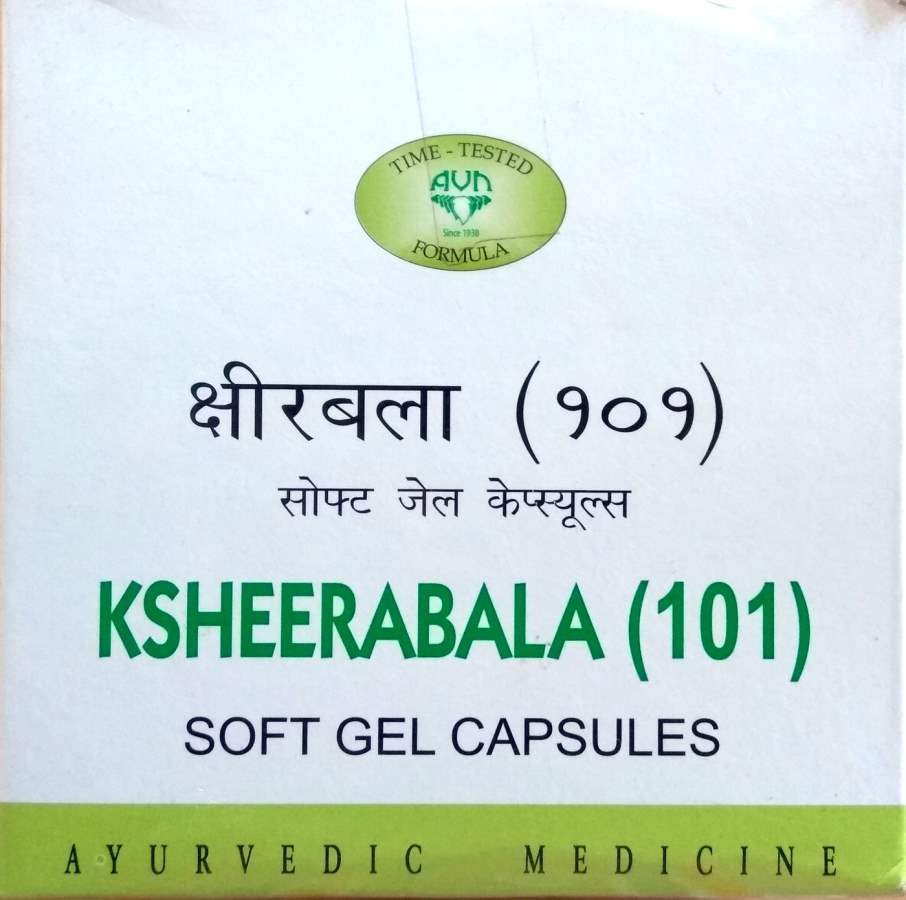 TIME - TESTED
AVN
Since 1938
FORMULA
क्षीरबला (१०१)
सोफ्ट जेल केप्स्यूल्स
KSHEERABALA (101)
SOFT GEL CAPSULES
AYURVEDIC MEDICINE